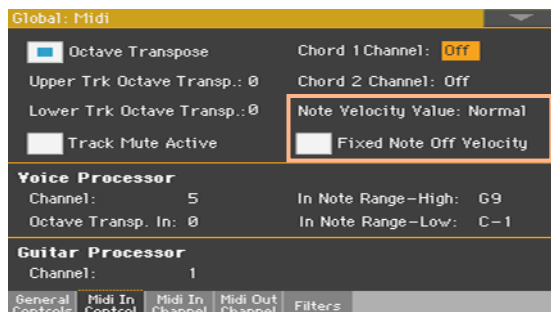 Global: Midi
Octave Transpose
Chord 1 Channel: Off
Upper Trk Octave Transp.: 0
Chord 2 Channel: Off
Lower Trk Octave Transp.: 0
Note Velocity Value: Normal
Track Mute Active
Fixed Note Off Velocity
Voice Processor
Channel: 5
In Note Range-High: G9
Octave Transp. In: 0
In Note Range-Low: C-1
Guitar Processor
Channel: 1
General Controls
Midi In Control
Midi In Channel
Midi Out Channel
Filters